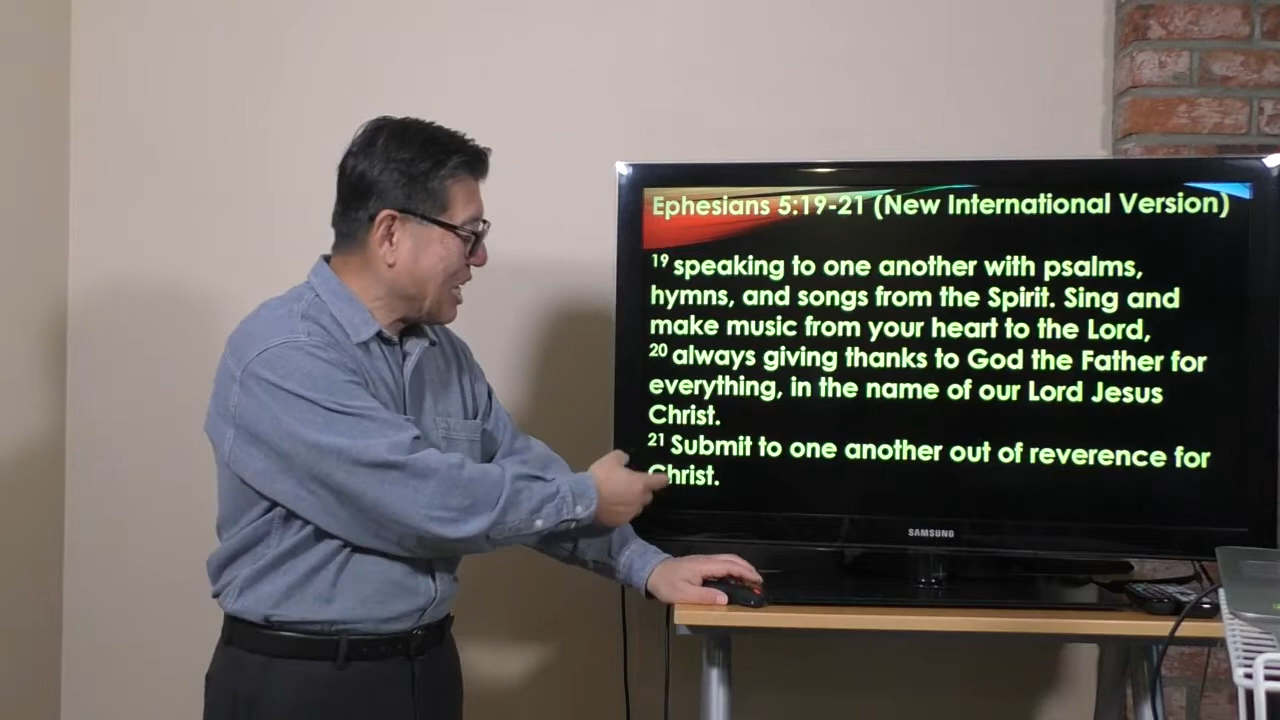 Ephesians 5:19-21 (New International Version)
19 speaking to one another with psalms,
hymns, and songs from the Spirit. Sing and
make music from your heart to the Lord,
20 always giving thanks to God the Father for
everything, in the name of our Lord Jesus
Christ.
21 Submit to one another out of reverence for
Christ.
SAMSUNG